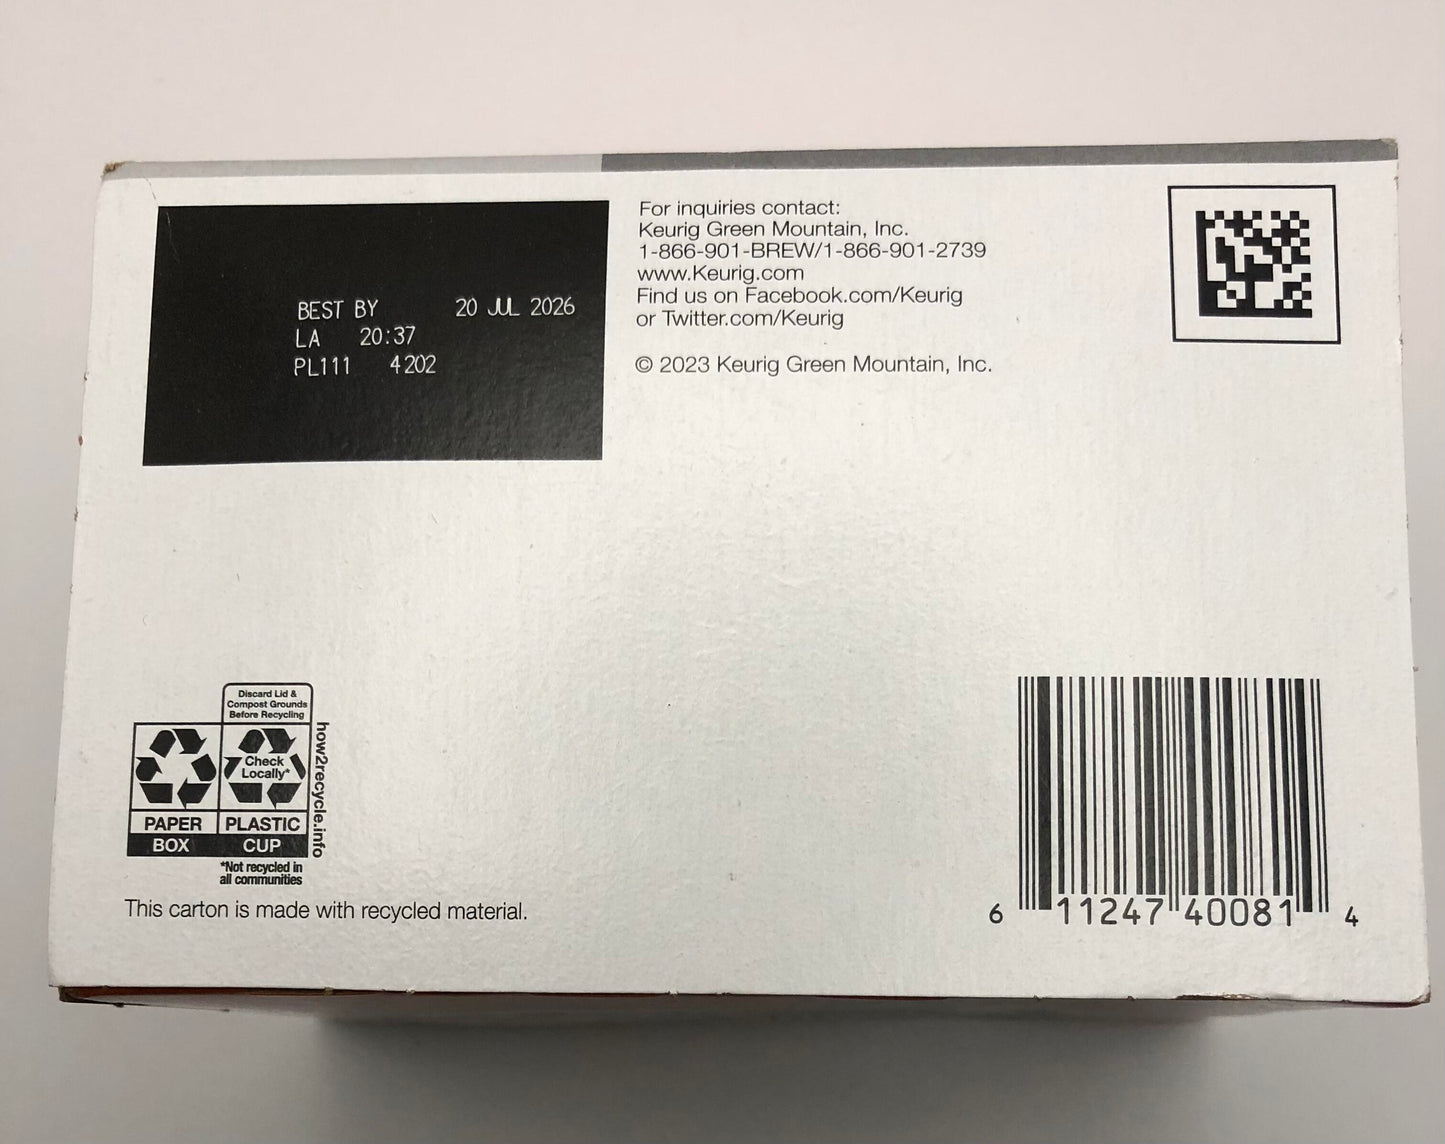 BEST BY 20 JUL 2026
LA 20:37
PL111 4202
For inquiries contact:
Keurig Green Mountain, Inc.
1-866-901-BREW/1-866-901-2739
www.Keurig.com
Find us on Facebook.com/Keurig
or Twitter.com/Keurig
© 2023 Keurig Green Mountain, Inc.
Discard Lid &
Compost Grounds
Before Recycling
Check
Locally*
PAPER
BOX
PLASTIC
CUP
how2recycle.info
*Not recycled in
all communities
This carton is made with recycled material.
6 11247 40081 4